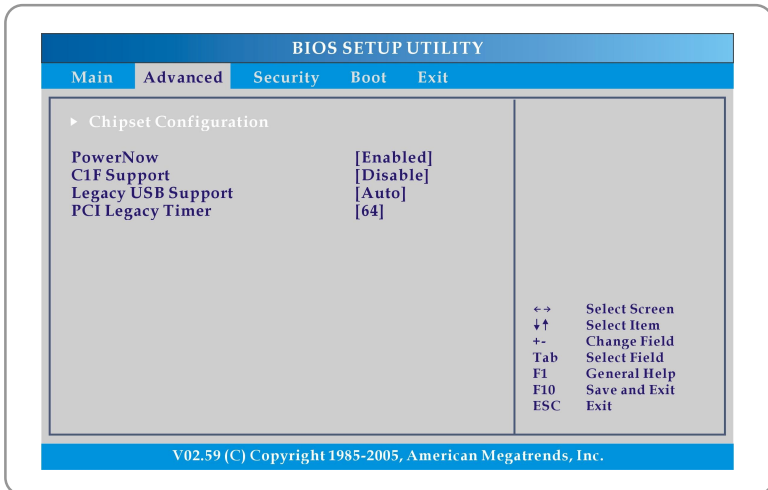 BIOS SETUP UTILITY
Main Advanced Security Boot Exit
▶ Chipset Configuration
PowerNow [Enabled]
C1F Support [Disable]
Legacy USB Support [Auto]
PCI Legacy Timer [64]
←→ Select Screen
↓↑ Select Item
+- Change Field
Tab Select Field
F1 General Help
F10 Save and Exit
ESC Exit
V02.59 (C) Copyright 1985-2005, American Megatrends, Inc.